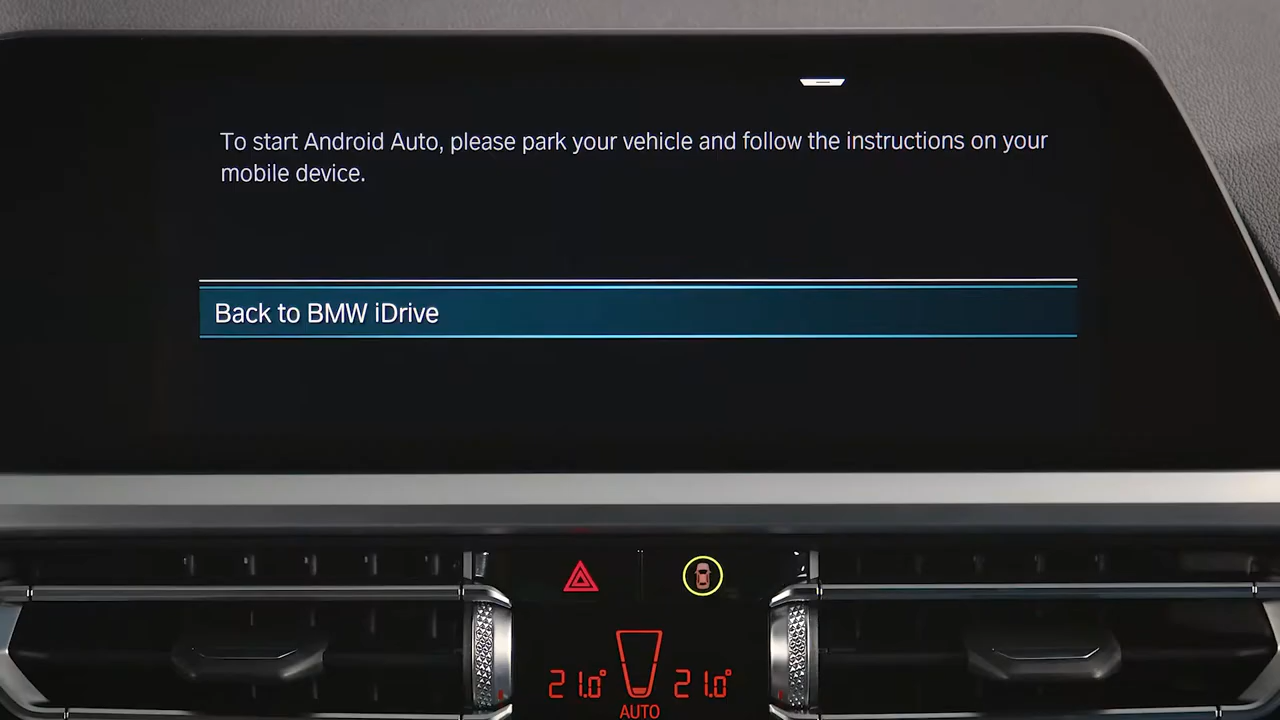 To start Android Auto, please park your vehicle and follow the instructions on your
mobile device.
Back to BMW iDrive
21.0° 21.0°
AUTO